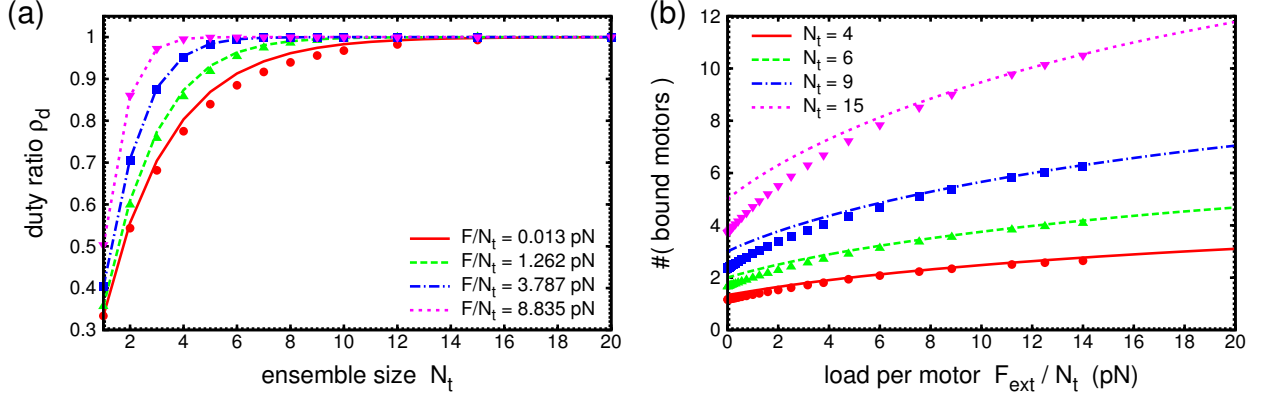 (a)
duty ratio ρd
1
0.9
0.8
0.7
0.6
0.5
0.4
0.3
2 4 6 8 10 12 14 16 18 20
ensemble size Nt
F/Nt = 0.013 pN
F/Nt = 1.262 pN
F/Nt = 3.787 pN
F/Nt = 8.835 pN
(b)
#( bound motors )
12
10
8
6
4
2
0
0 2 4 6 8 10 12 14 16 18 20
load per motor Fext / Nt (pN)
Nt = 4
Nt = 6
Nt = 9
Nt = 15